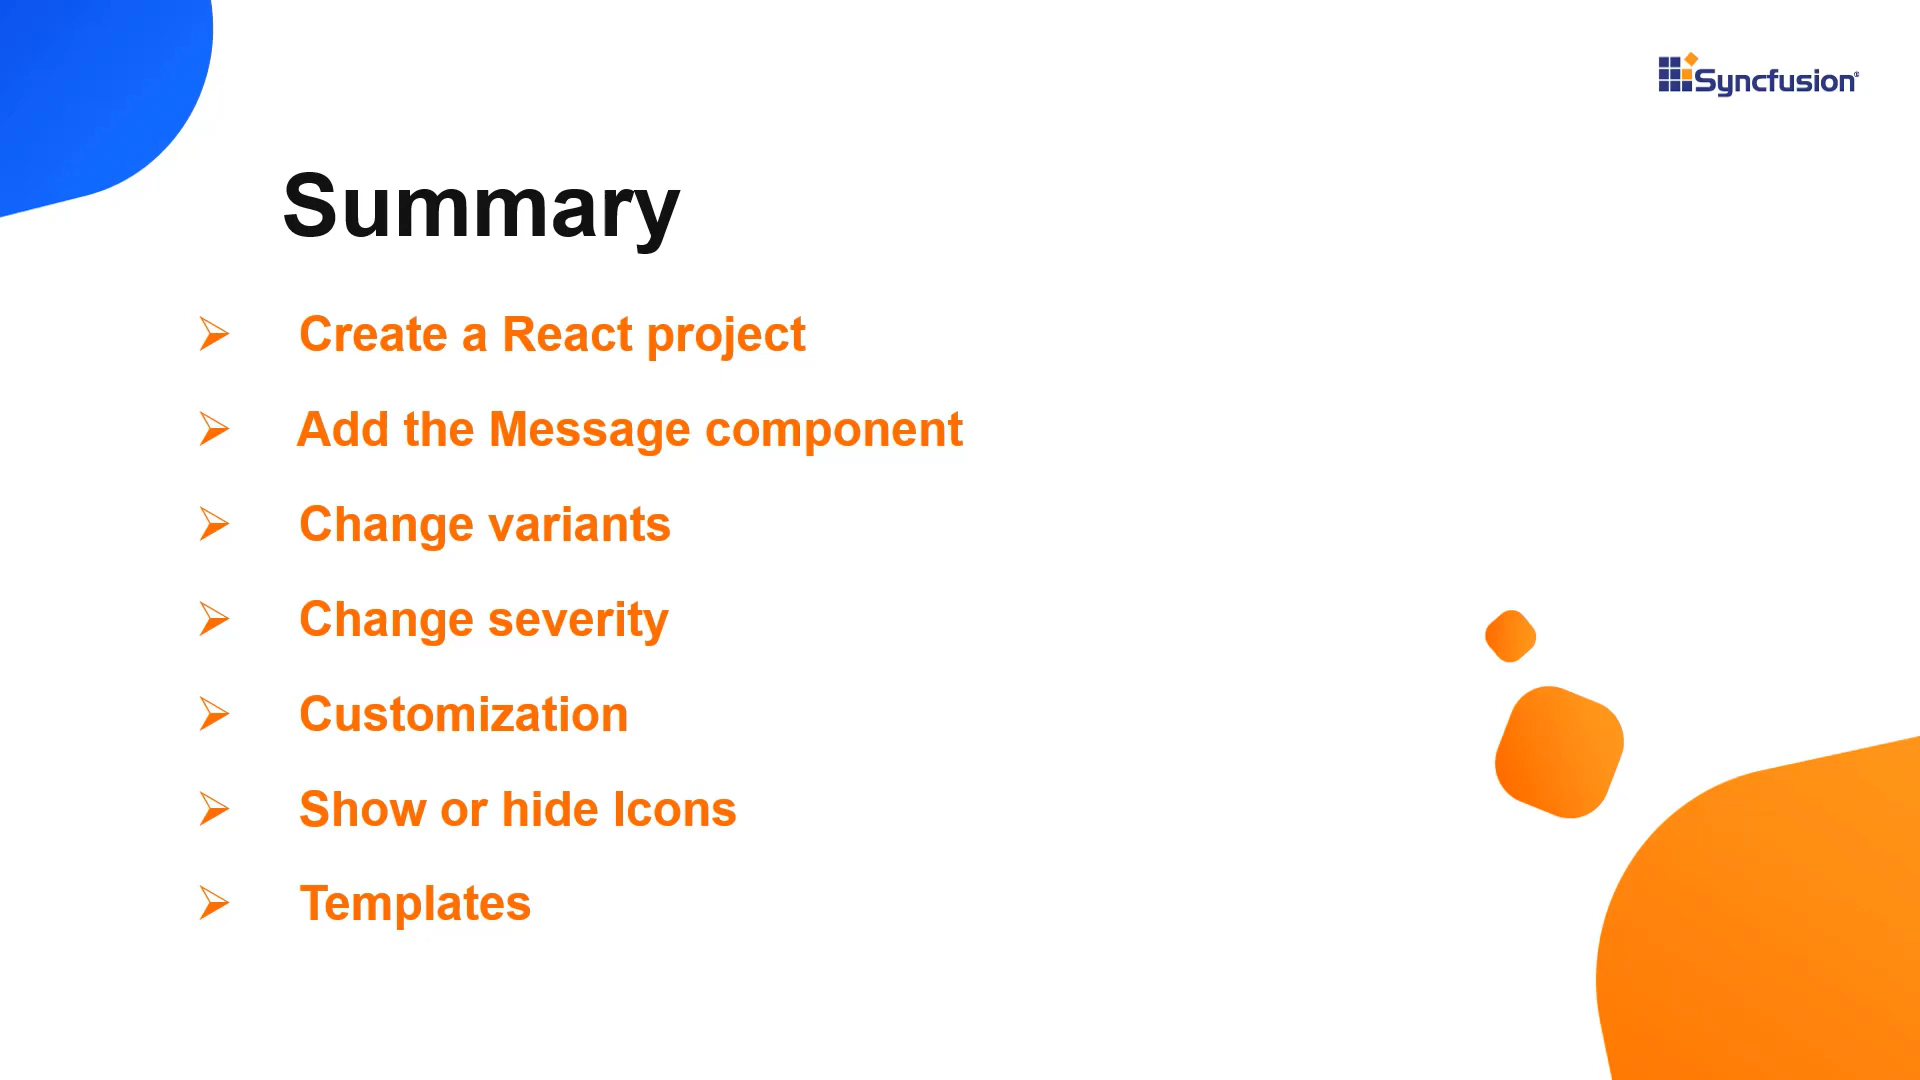 Syncfusion®
Summary
➢ Create a React project
➢ Add the Message component
➢ Change variants
➢ Change severity
➢ Customization
➢ Show or hide Icons
➢ Templates